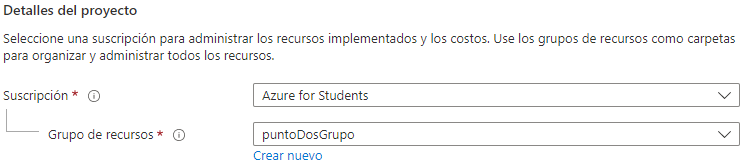 Detalles del proyecto
Seleccione una suscripción para administrar los recursos implementados y los costos. Use los grupos de recursos como carpetas
para organizar y administrar todos los recursos.
Suscripción *
Azure for Students
Grupo de recursos *
puntoDosGrupo
Crear nuevo